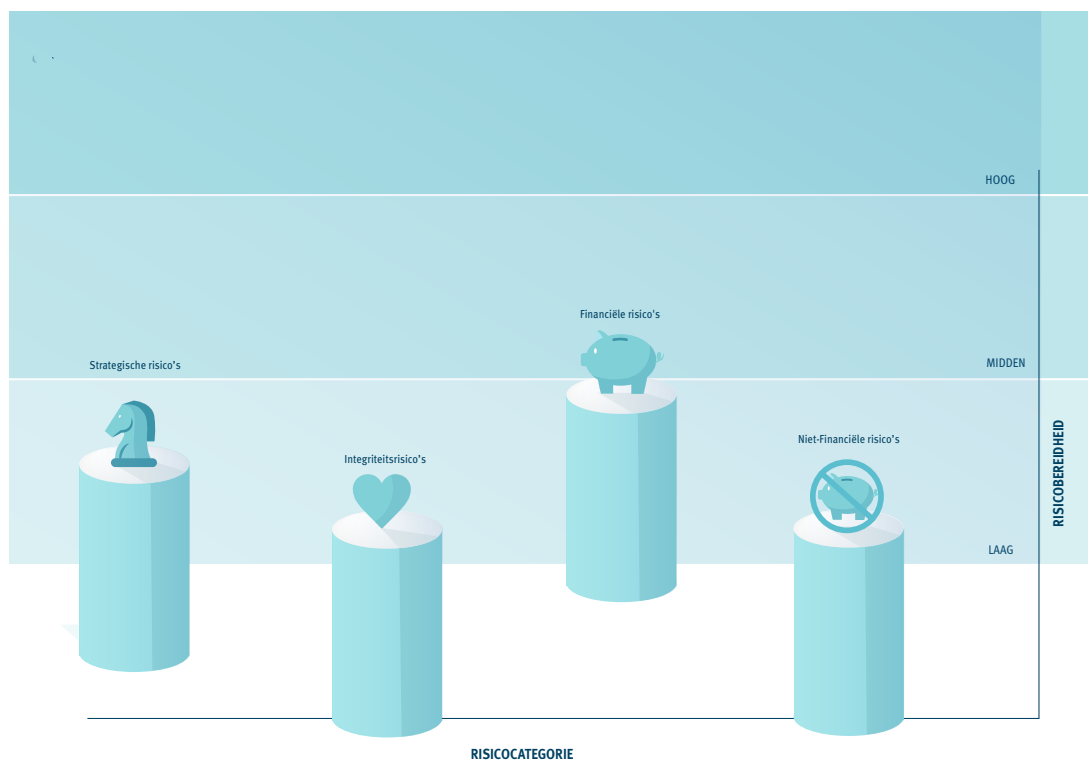 HOOG
Financiële risico's
MIDDEN
Strategische risico's
Niet-Financiële risico's
Integriteitsrisico's
LAAG
RISICOBEREIDHEID
RISICOCATEGORIE